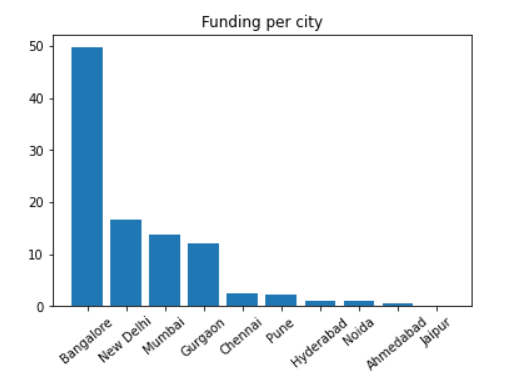 Funding per city
50
40
30
20
10
0
Bangalore
New Delhi
Mumbai
Gurgaon
Chennai
Pune
Hyderabad
Noida
Ahmedabad
Jaipur